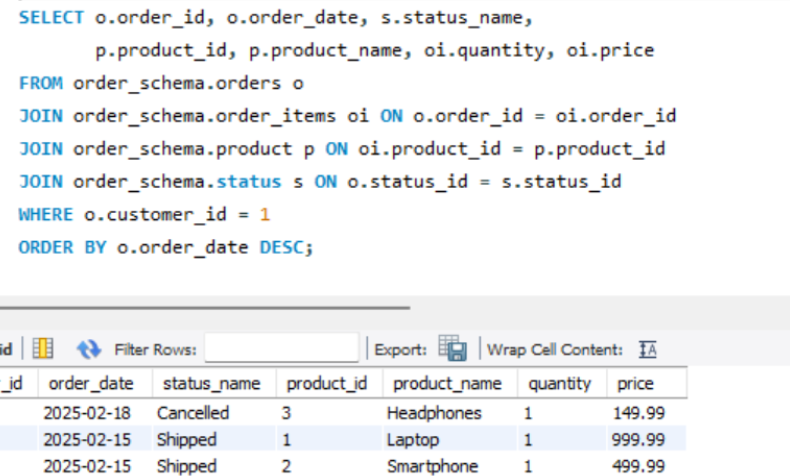 SELECT o.order_id, o.order_date, s.status_name,
p.product_id, p.product_name, oi.quantity, oi.price
FROM order_schema.orders o
JOIN order_schema.order_items oi ON o.order_id = oi.order_id
JOIN order_schema.product p ON oi.product_id = p.product_id
JOIN order_schema.status s ON o.status_id = s.status_id
WHERE o.customer_id = 1
ORDER BY o.order_date DESC;
id Filter Rows: Export: Wrap Cell Content: IA
_id order_date status_name product_id product_name quantity price
2025-02-18 Cancelled 3 Headphones 1 149.99
2025-02-15 Shipped 1 Laptop 1 999.99
2025-02-15 Shipped 2 Smartphone 1 499.99